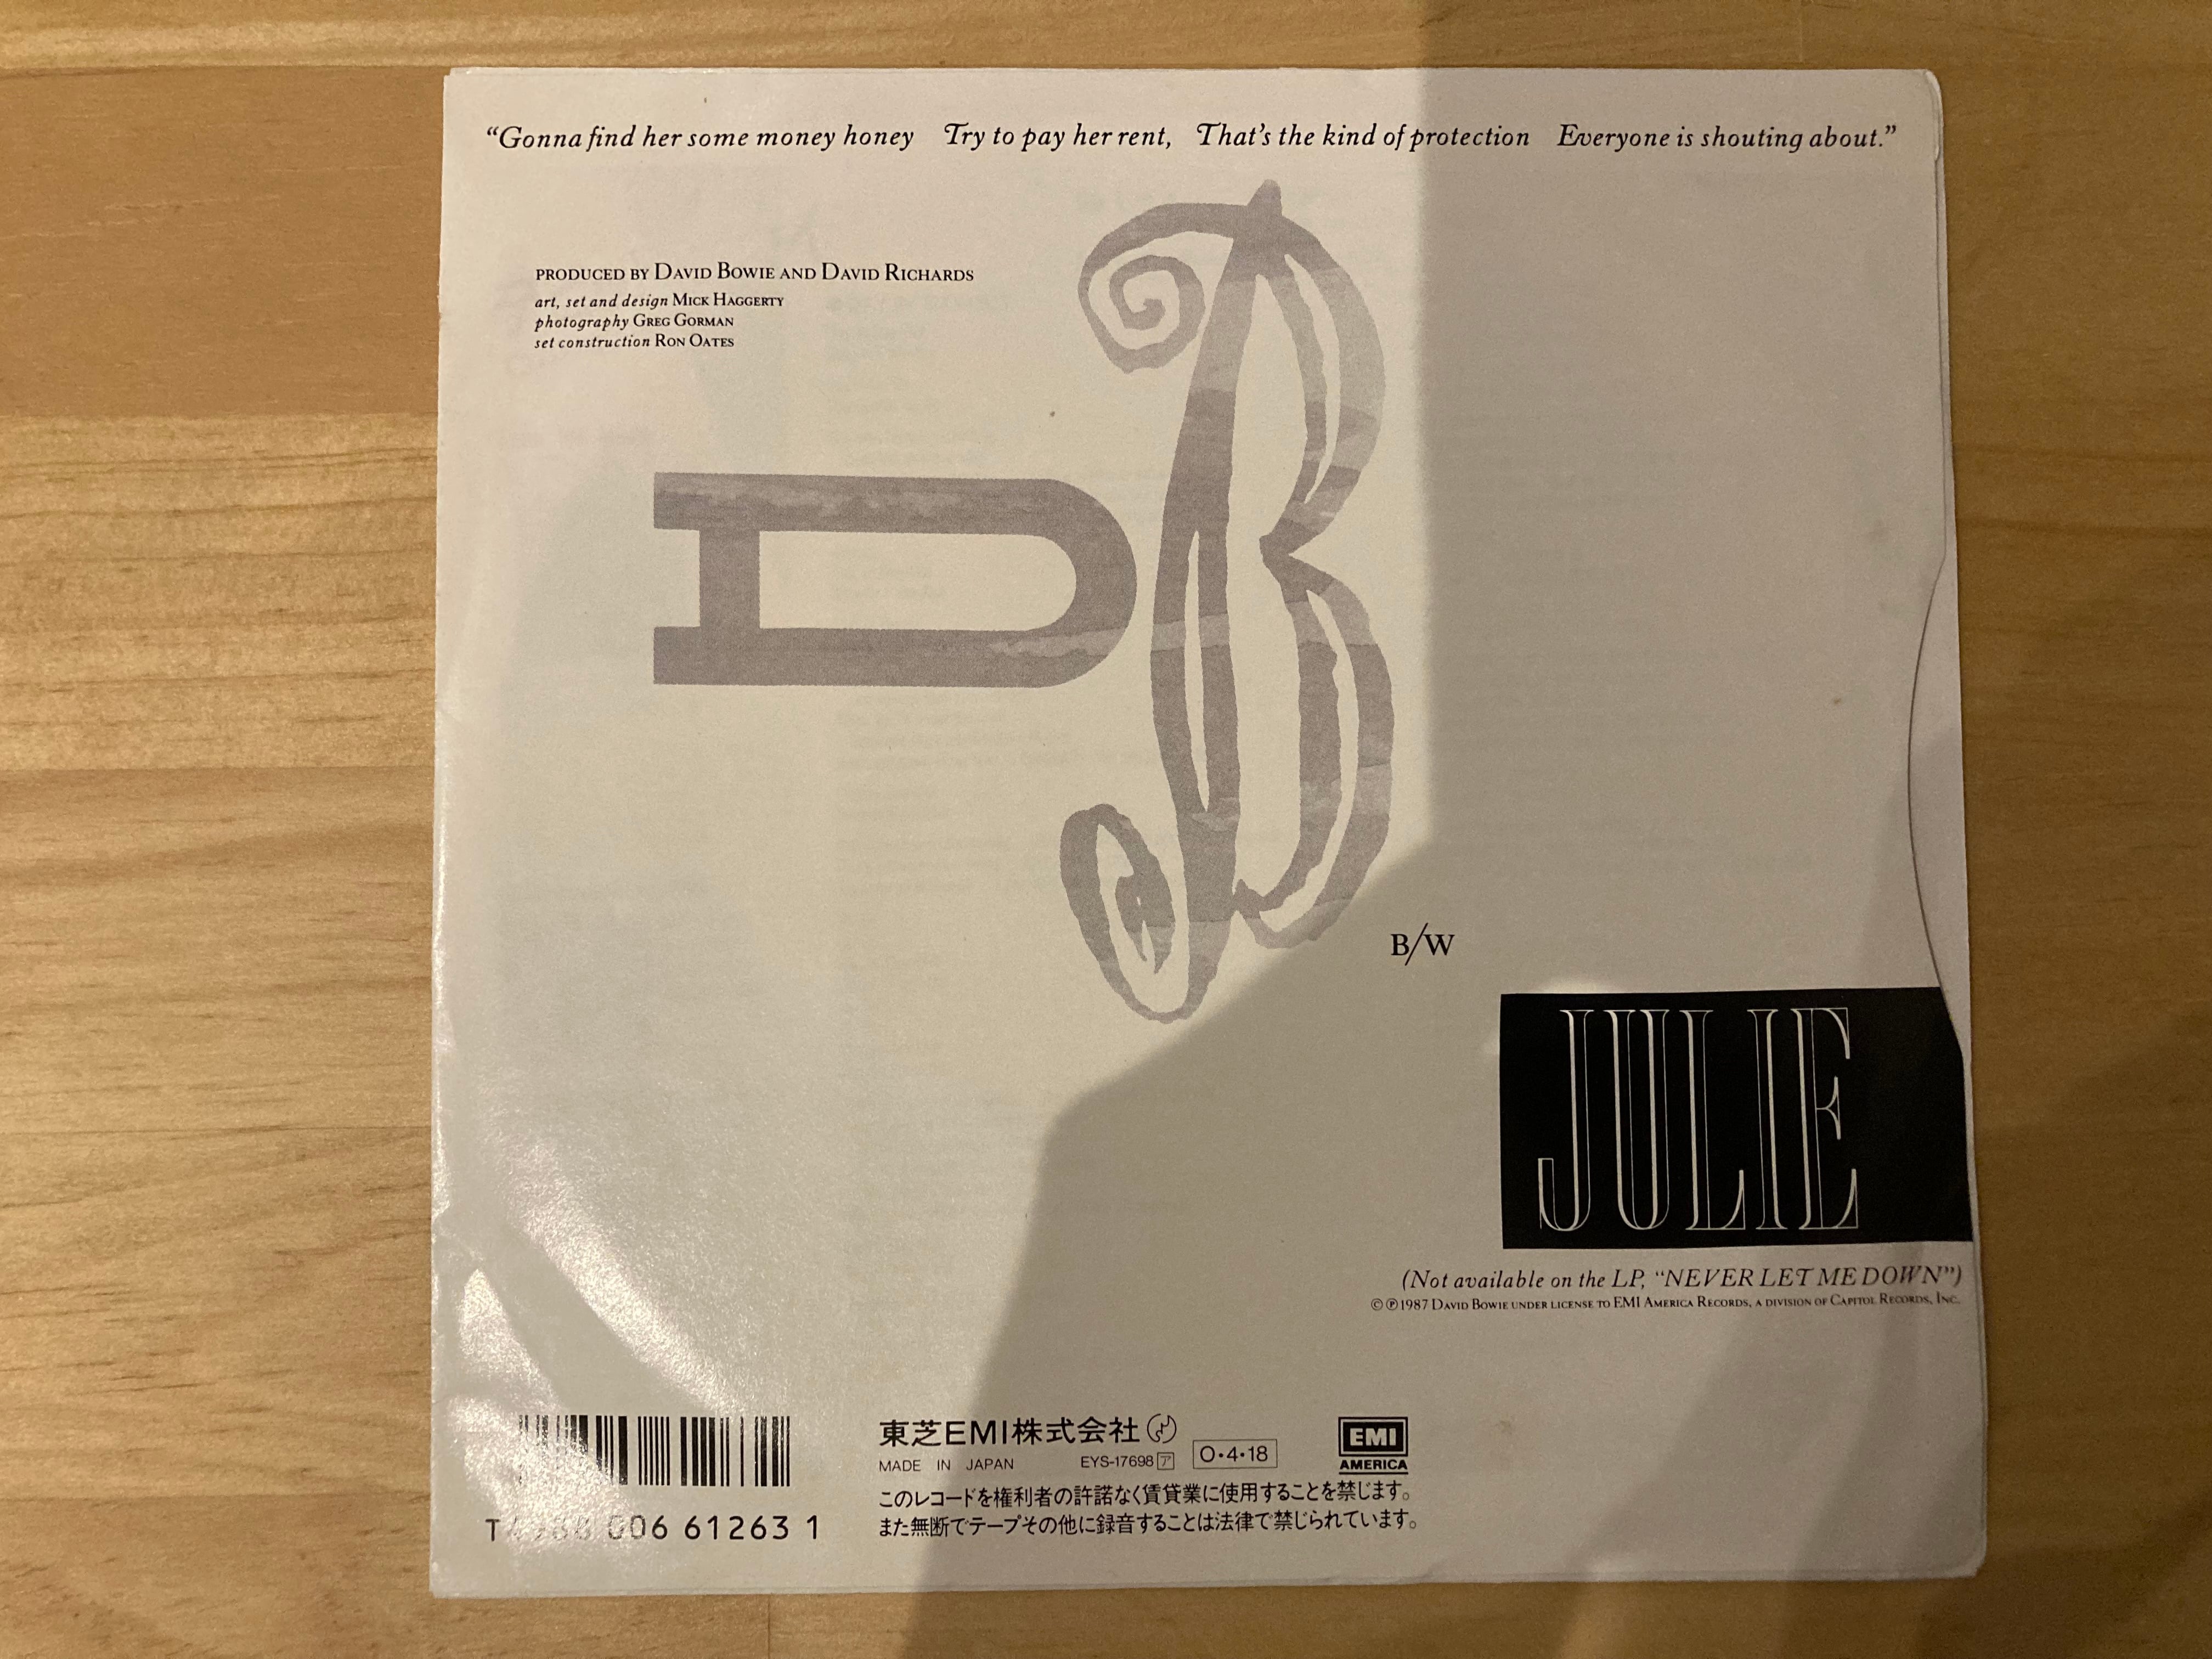 “Gonna find her some money honey Try to pay her rent, That's the kind of protection Everyone is shouting about.”
PRODUCED BY DAVID BOWIE AND DAVID RICHARDS
art, set and design MICK HAGGERTY
photography GREG GORMAN
set construction RON OATES
DB
B/W
JULIE
(Not available on the LP, “NEVER LET ME DOWN”)
©℗1987 DAVID BOWIE UNDER LICENSE TO EMI AMERICA RECORDS, A DIVISION OF CAPITOL RECORDS, INC.
東芝EMI株式会社
MADE IN JAPAN EYS-17698 ア O・4・18
EMI
AMERICA
このレコードを権利者の許諾なく賃貸業に使用することを禁じます。
また無断でテープその他に録音することは法律で禁じられています。
006 61263 1